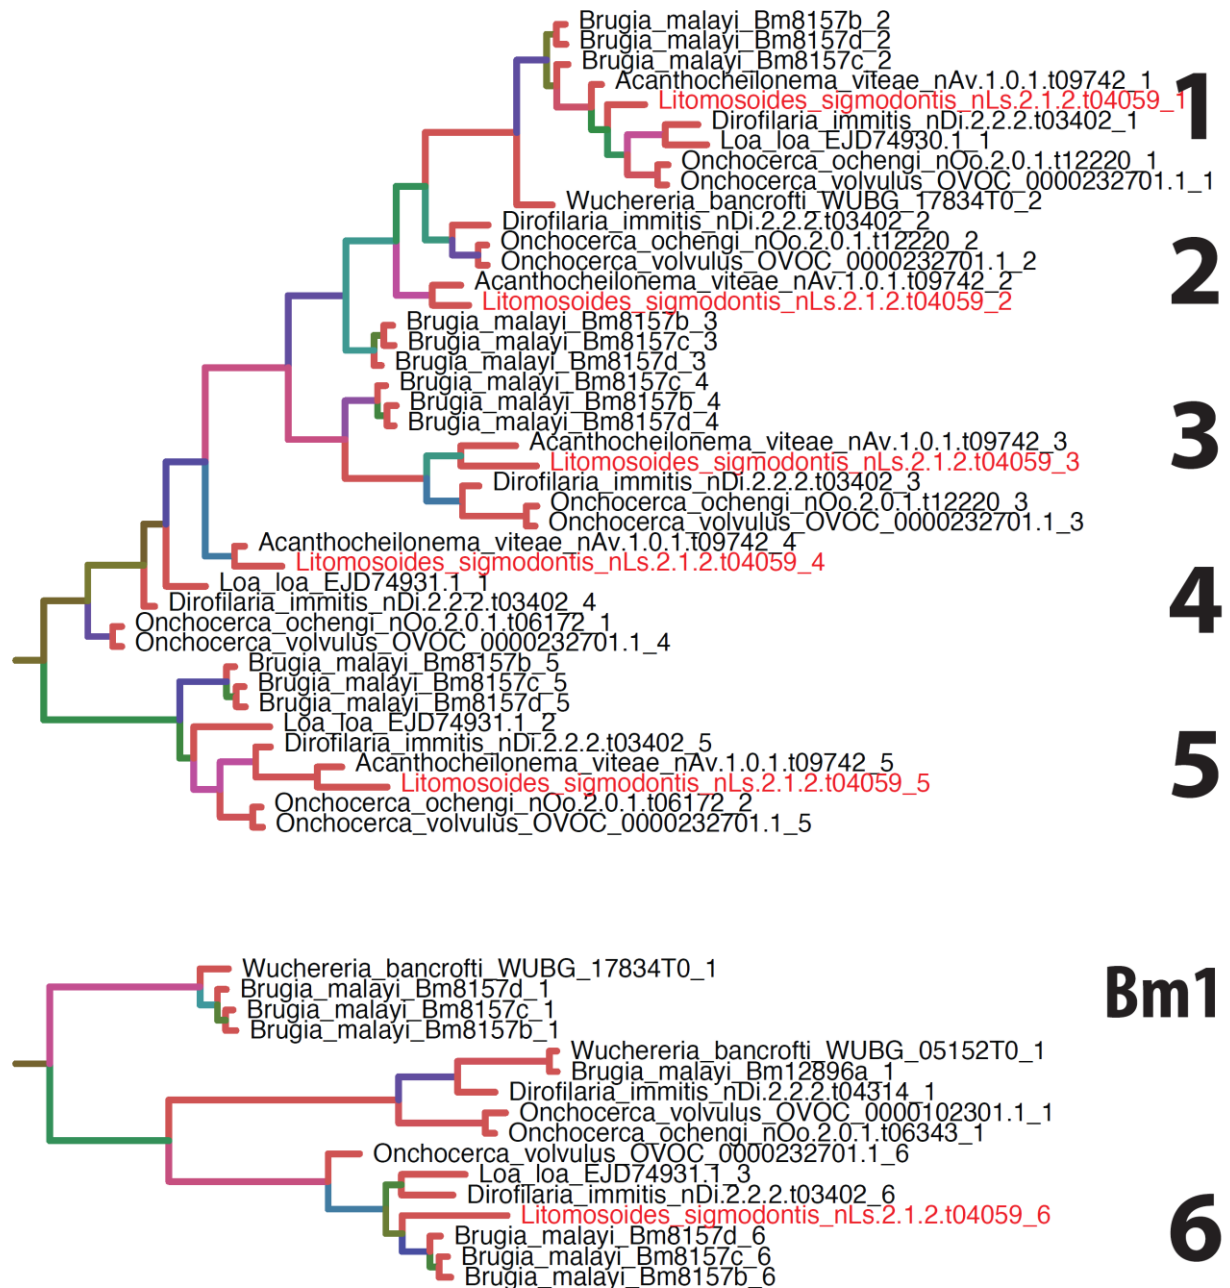 Brugia_malayi_Bm8157b_2
Brugia_malayi_Bm8157d_2
Brugia_malayi_Bm8157c_2
Acanthocheilonema_viteae_nAv.1.0.1.t09742_1
Litomosoides_sigmodontis_nLs.2.1.2.t04059_1
1
Dirofilaria_immitis_nDi.2.2.2.t03402_1
Loa_loa_EJD74930.1_1
Onchocerca_ochengi_nOo.2.0.1.t12220_1
Onchocerca_volvulus_OVOC_0000232701.1_1
Wuchereria_bancrofti_WUBG_17834T0_2
Dirofilaria_immitis_nDi.2.2.2.t03402_2
Onchocerca_ochengi_nOo.2.0.1.t12220_2
Onchocerca_volvulus_OVOC_0000232701.1_2
2
Acanthocheilonema_viteae_nAv.1.0.1.t09742_2
Litomosoides_sigmodontis_nLs.2.1.2.t04059_2
Brugia_malayi_Bm8157b_3
Brugia_malayi_Bm8157c_3
Brugia_malayi_Bm8157d_3
Brugia_malayi_Bm8157c_4
Brugia_malayi_Bm8157b_4
Brugia_malayi_Bm8157d_4
3
Acanthocheilonema_viteae_nAv.1.0.1.t09742_3
Litomosoides_sigmodontis_nLs.2.1.2.t04059_3
Dirofilaria_immitis_nDi.2.2.2.t03402_3
Onchocerca_ochengi_nOo.2.0.1.t12220_3
Onchocerca_volvulus_OVOC_0000232701.1_3
Acanthocheilonema_viteae_nAv.1.0.1.t09742_4
Litomosoides_sigmodontis_nLs.2.1.2.t04059_4
Loa_loa_EJD74931.1_1
4
Dirofilaria_immitis_nDi.2.2.2.t03402_4
Onchocerca_ochengi_nOo.2.0.1.t06172_1
Onchocerca_volvulus_OVOC_0000232701.1_4
Brugia_malayi_Bm8157b_5
Brugia_malayi_Bm8157c_5
Brugia_malayi_Bm8157d_5
Loa_loa_EJD74931.1_2
Dirofilaria_immitis_nDi.2.2.2.t03402_5
Acanthocheilonema_viteae_nAv.1.0.1.t09742_5
5
Litomosoides_sigmodontis_nLs.2.1.2.t04059_5
Onchocerca_ochengi_nOo.2.0.1.t06172_2
Onchocerca_volvulus_OVOC_0000232701.1_5
Wuchereria_bancrofti_WUBG_17834T0_1
Brugia_malayi_Bm8157d_1
Bm1
Brugia_malayi_Bm8157c_1
Brugia_malayi_Bm8157b_1
Wuchereria_bancrofti_WUBG_05152T0_1
Brugia_malayi_Bm12896a_1
Dirofilaria_immitis_nDi.2.2.2.t04314_1
Onchocerca_volvulus_OVOC_0000102301.1_1
Onchocerca_ochengi_nOo.2.0.1.t06343_1
Onchocerca_volvulus_OVOC_0000232701.1_6
Loa_loa_EJD74931.1_3
Dirofilaria_immitis_nDi.2.2.2.t03402_6
Litomosoides_sigmodontis_nLs.2.1.2.t04059_6
6
Brugia_malayi_Bm8157d_6
Brugia_malayi_Bm8157c_6
Brugia_malayi_Bm8157b_6